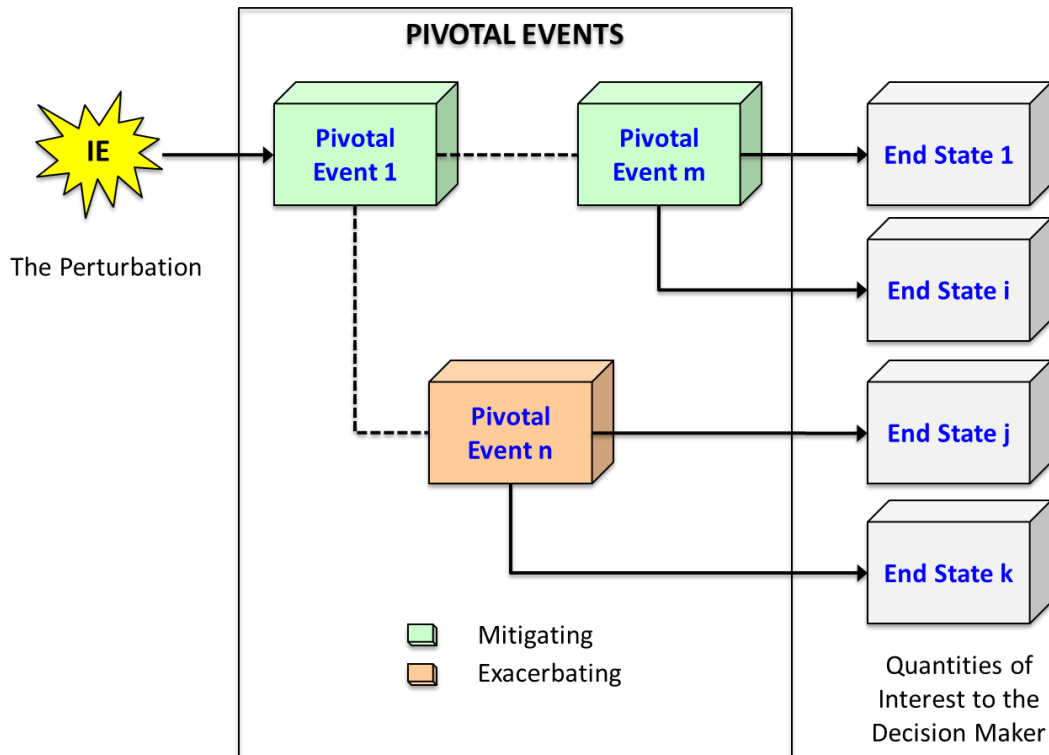 PIVOTAL EVENTS
IE
The Perturbation
Pivotal
Event 1
Pivotal
Event m
Pivotal
Event n
End State 1
End State i
End State j
End State k
Mitigating
Exacerbating
Quantities of
Interest to the
Decision Maker